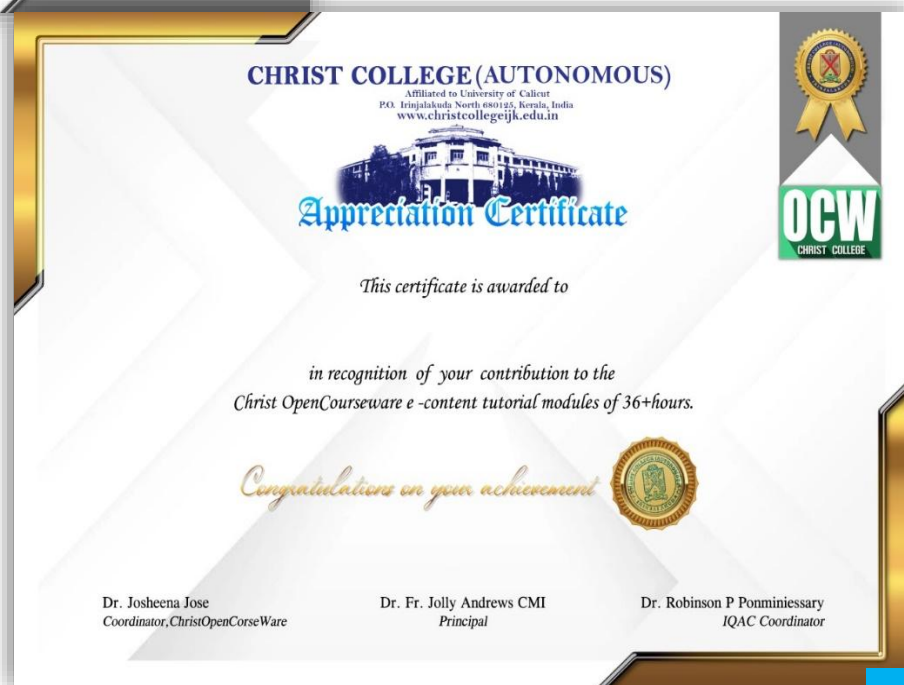 CHRIST COLLEGE (AUTONOMOUS)
Affiliated to University of Calicut
P.O. Irinjalakuda North 680125, Kerala, India
www.christcollegeijk.edu.in
Appreciation Certificate
OCW
CHRIST COLLEGE
This certificate is awarded to
in recognition of your contribution to the
Christ OpenCourseware e -content tutorial modules of 36+hours.
Congratulations on your achievement
Dr. Josheena Jose
Coordinator,ChristOpenCorseWare
Dr. Fr. Jolly Andrews CMI
Principal
Dr. Robinson P Ponminiessary
IQAC Coordinator